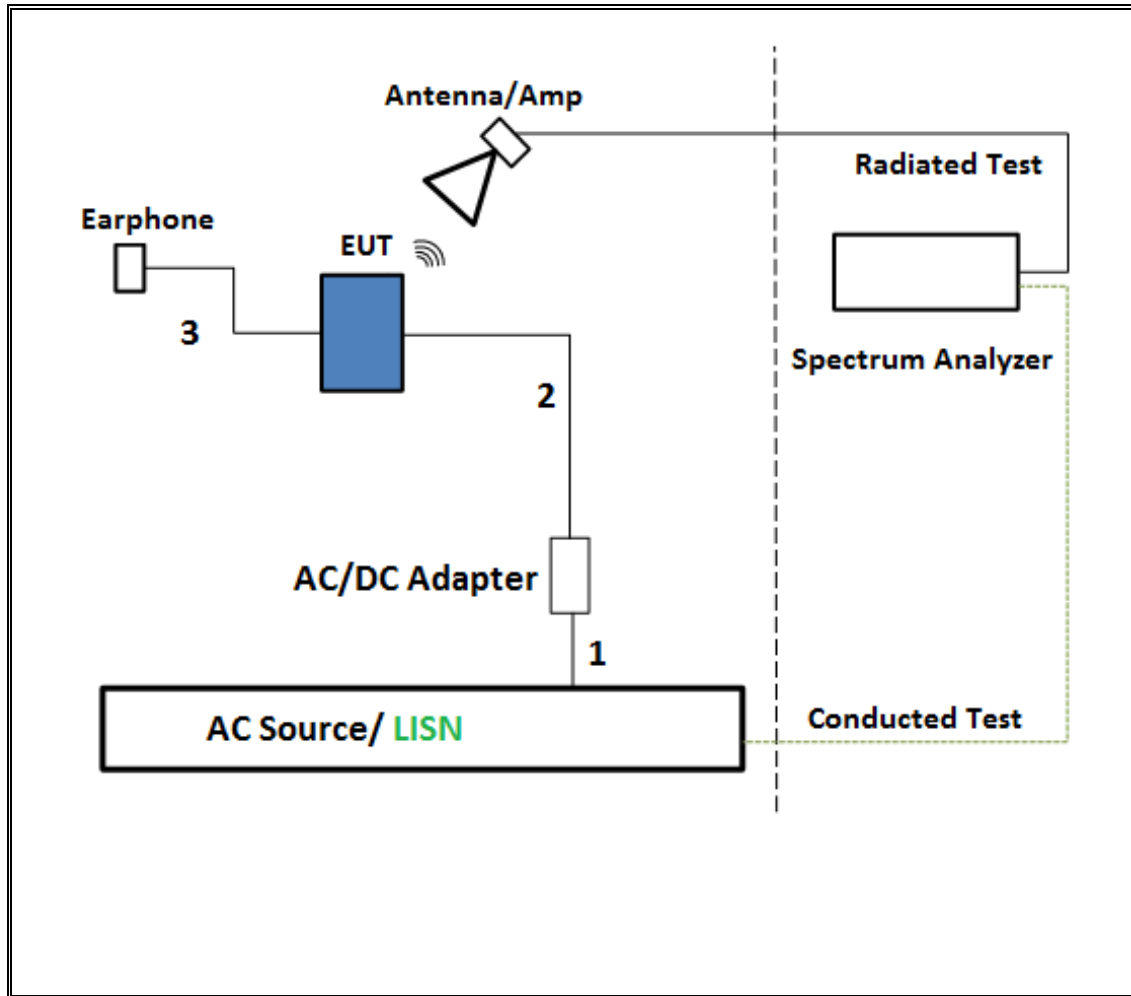 Antenna/Amp
Radiated Test
Earphone
EUT
3
Spectrum Analyzer
2
AC/DC Adapter
1
AC Source/ LISN
Conducted Test